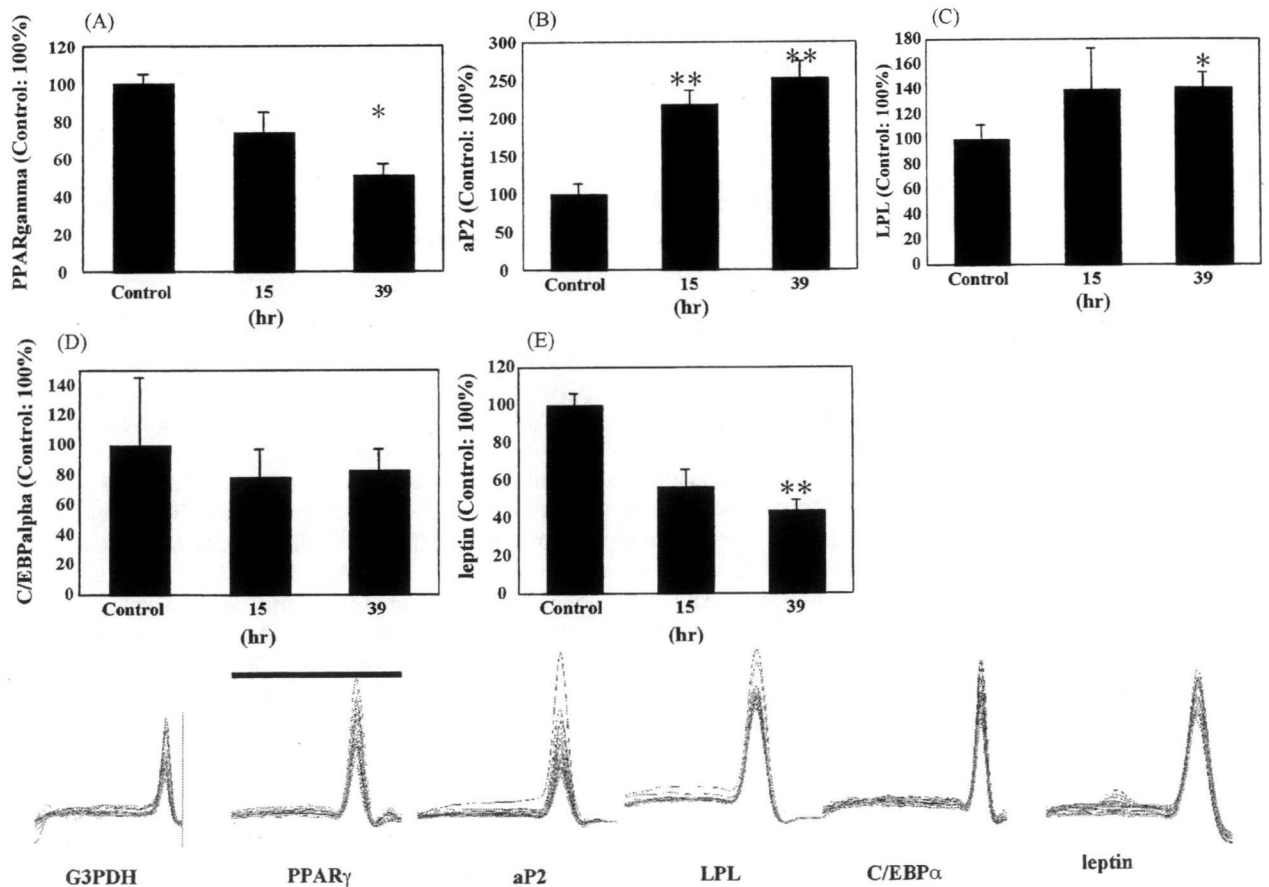 (A)
PPARgamma (Control: 100%)
120
100
80
60
40
20
0
*
Control 15 39
(hr)
(B)
aP2 (Control: 100%)
300
250
200
150
100
50
0
** **
Control 15 39
(hr)
(C)
LPL (Control: 100%)
180
160
140
120
100
80
60
40
20
0
*
Control 15 39
(hr)
(D)
C/EBPalpha (Control: 100%)
140
120
100
80
60
40
20
0
Control 15 39
(hr)
(E)
leptin (Control: 100%)
120
100
80
60
40
20
0
**
Control 15 39
(hr)
G3PDH PPARγ aP2 LPL C/EBPα leptin